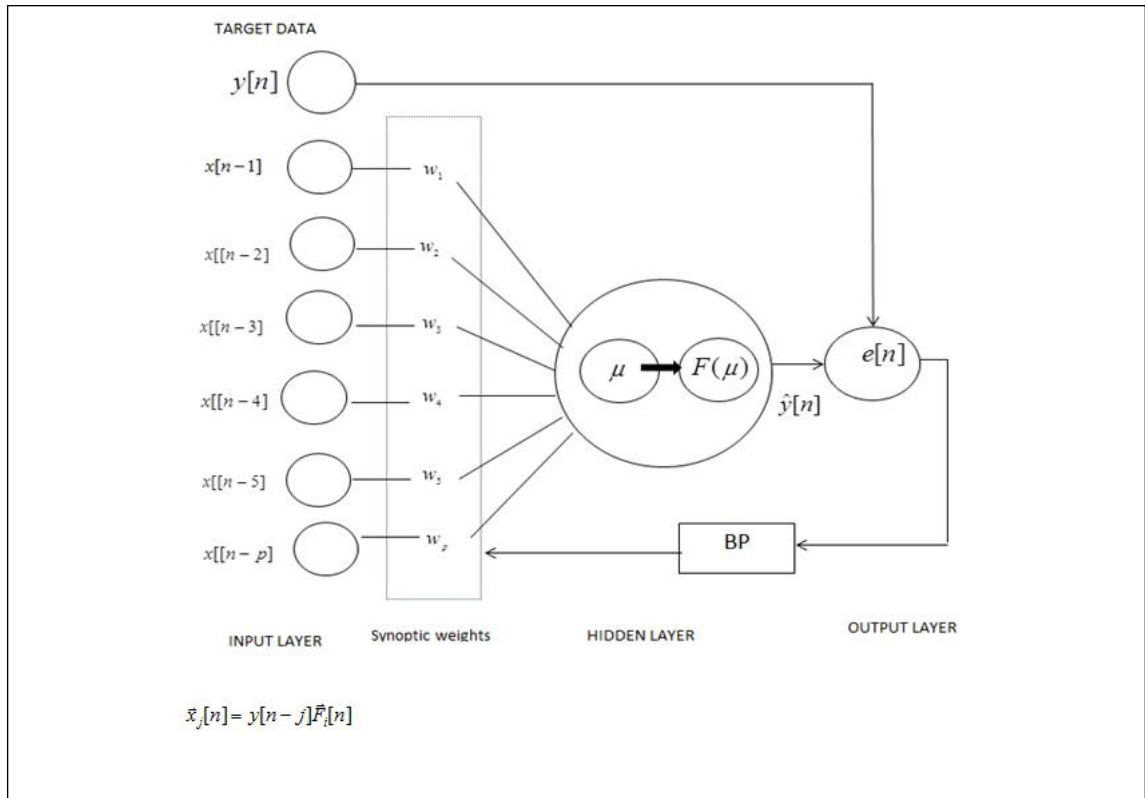 TARGET DATA
y[n]
x[n−1]
w₁
x[[n−2]
w₂
x[[n−3]
w₃
μ
F(μ)
e[n]
x[[n−4]
w₄
ŷ[n]
x[[n−5]
w₅
x[[n−p]
wₚ
BP
INPUT LAYER
Synoptic weights
HIDDEN LAYER
OUTPUT LAYER
x⃗ⱼ[n]= y[n−j]F⃗ᵢ[n]